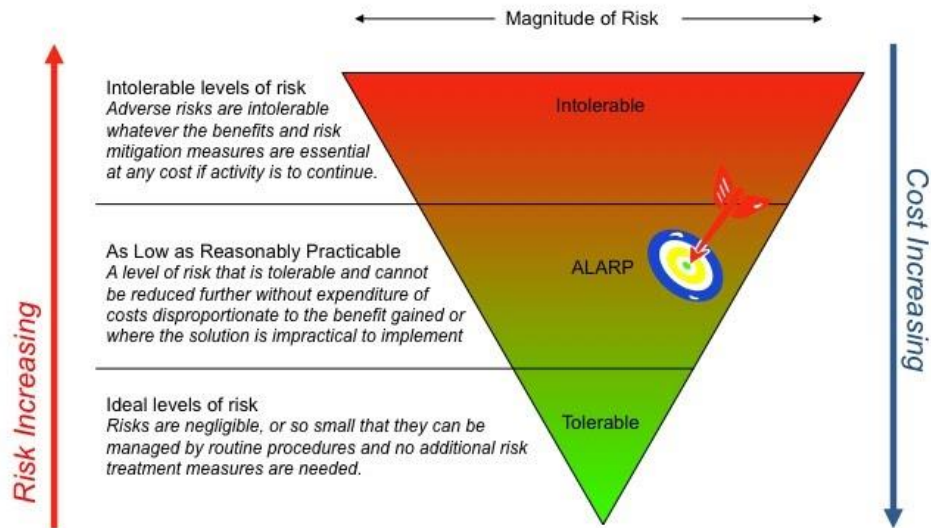 Magnitude of Risk
Intolerable levels of risk
Adverse risks are intolerable
whatever the benefits and risk
mitigation measures are essential
at any cost if activity is to continue.
Intolerable
As Low as Reasonably Practicable
A level of risk that is tolerable and cannot
be reduced further without expenditure of
costs disproportionate to the benefit gained or
where the solution is impractical to implement
ALARP
Ideal levels of risk
Risks are negligible, or so small that they can be
managed by routine procedures and no additional risk
treatment measures are needed.
Tolerable
Risk Increasing
Cost Increasing